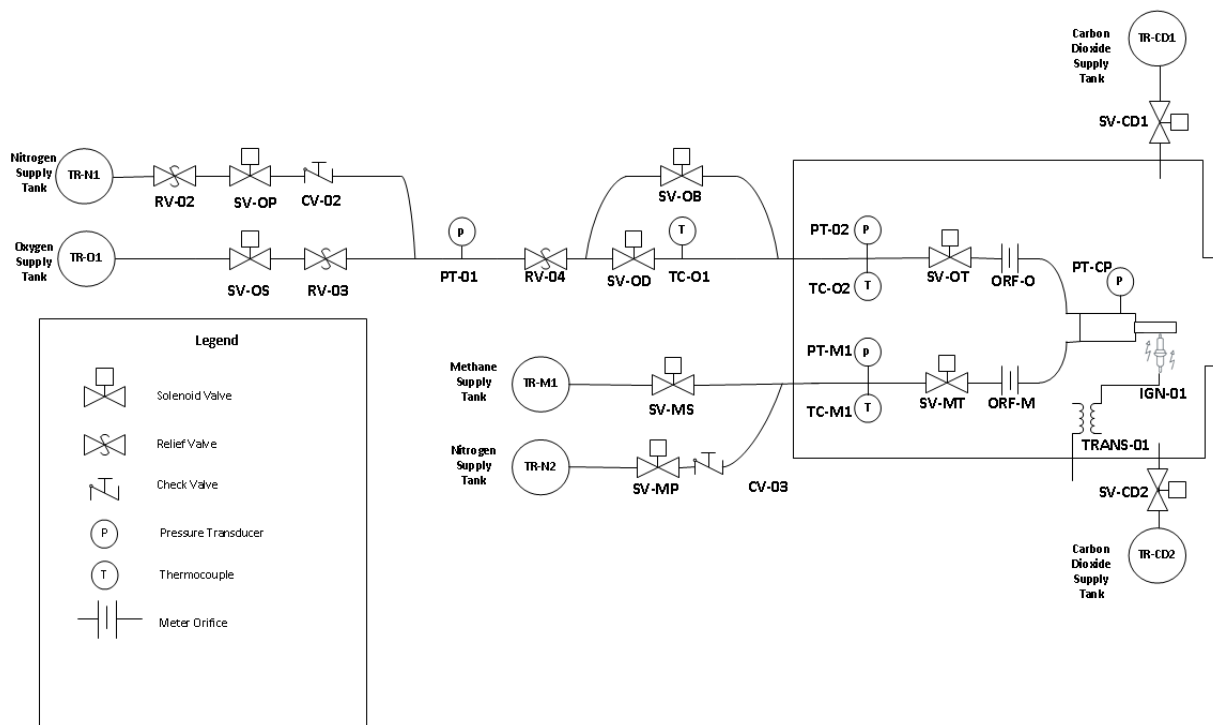 Carbon
Dioxide
Supply
Tank
TR-CD1
SV-CD1
Nitrogen
Supply
Tank
TR-N1
RV-02
SV-OP
CV-02
SV-OB
Oxygen
Supply
Tank
TR-O1
SV-OS
RV-03
P
PT-01
RV-04
SV-OD
T
TC-O1
PT-02
P
TC-O2
T
SV-OT
ORF-O
PT-CP
P
Methane
Supply
Tank
TR-M1
SV-MS
PT-M1
P
TC-M1
T
SV-MT
ORF-M
IGN-01
TRANS-01
Nitrogen
Supply
Tank
TR-N2
SV-MP
CV-03
SV-CD2
Carbon
Dioxide
Supply
Tank
TR-CD2
Legend
Solenoid Valve
Relief Valve
Check Valve
P
Pressure Transducer
T
Thermocouple
Meter Orifice